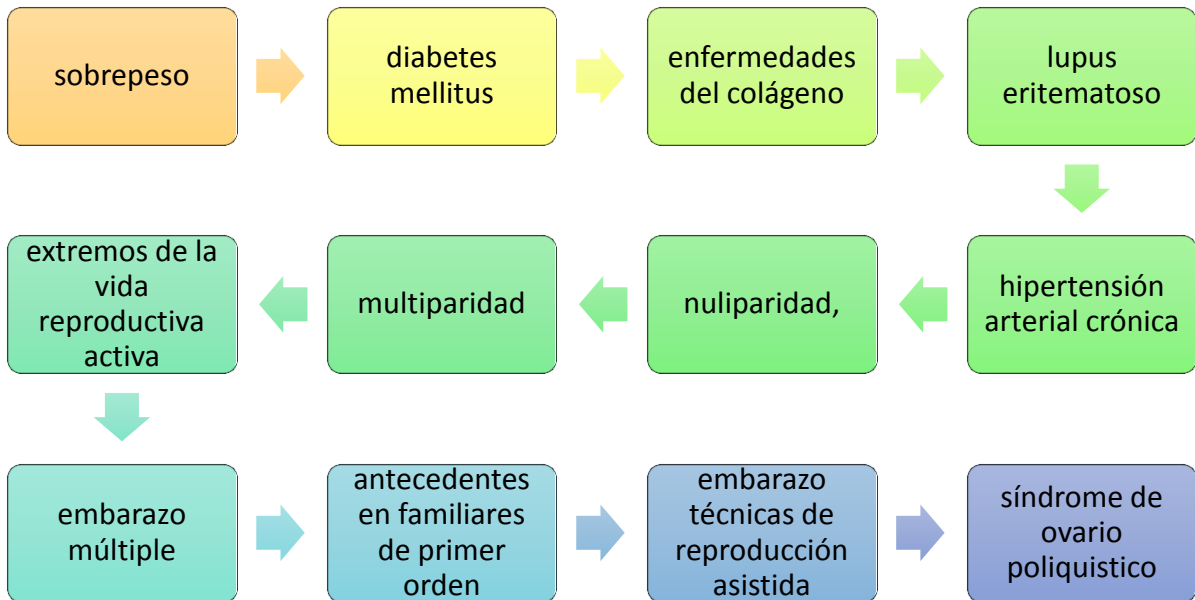 sobrepeso
diabetes
mellitus
enfermedades
del colágeno
lupus
eritematoso
hipertensión
arterial crónica
nuliparidad,
multiparidad
extremos de la
vida
reproductiva
activa
embarazo
múltiple
antecedentes
en familiares
de primer
orden
embarazo
técnicas de
reproducción
asistida
síndrome de
ovario
poliquistico